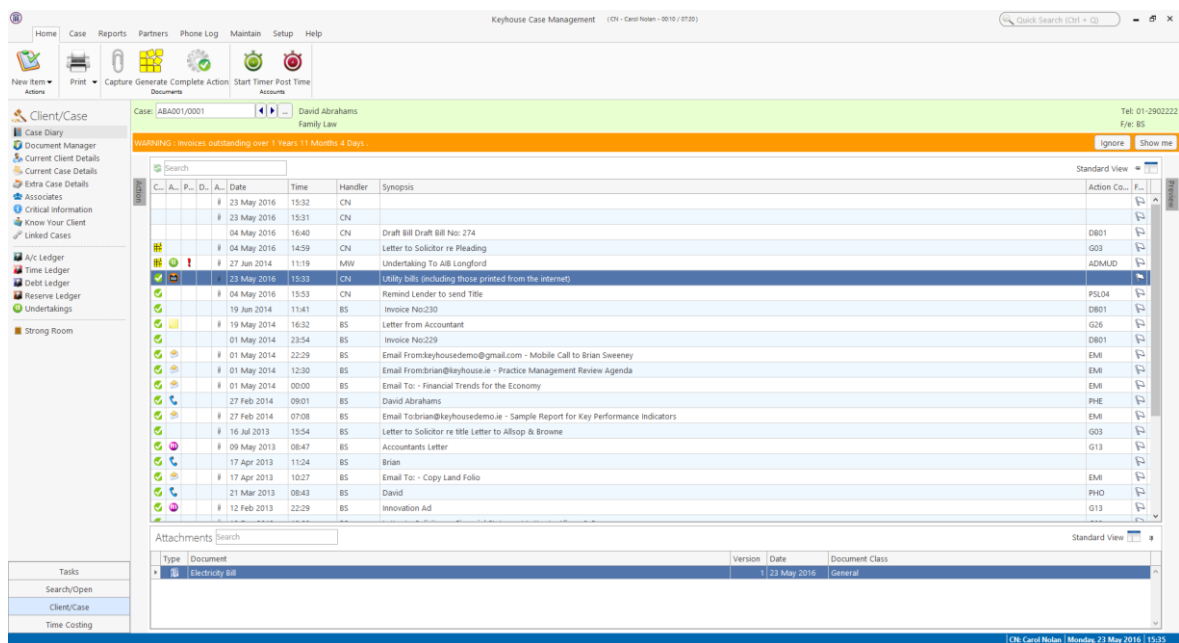 Keyhouse Case Management (CN - Carol Nolan - 00:10 / 07:20)
Quick Search (Ctrl + Q)
Home Case Reports Partners Phone Log Maintain Setup Help
New Item Print Capture Generate Complete Action Start Timer Post Time
Actions Documents Accounts
Client/Case
Case Diary
Document Manager
Current Client Details
Current Case Details
Extra Case Details
Associates
Critical Information
Know Your Client
Linked Cases
A/c Ledger
Time Ledger
Debt Ledger
Reserve Ledger
Undertakings
Strong Room
Tasks
Search/Open
Client/Case
Time Costing
Case: ABA001/0001 ... David Abrahams Tel: 01-2902222
Family Law F/e: BS
WARNING : Invoices outstanding over 1 Years 11 Months 4 Days . Ignore Show me
Action
Search Standard View
Preview
C... A... P... D... A... Date Time Handler Synopsis Action Co... F...
23 May 2016 15:32 CN
23 May 2016 15:31 CN
04 May 2016 16:40 CN Draft Bill Draft Bill No: 274 DB01
04 May 2016 14:59 CN Letter to Solicitor re Pleading G03
27 Jun 2014 11:19 MW Undertaking To AIB Longford ADMUD
23 May 2016 15:33 CN Utility bills (including those printed from the internet)
04 May 2016 15:53 CN Remind Lender to send Title PSL04
19 Jun 2014 11:41 BS Invoice No:230 DB01
19 May 2014 16:32 BS Letter from Accountant G26
01 May 2014 23:54 BS Invoice No:229 DB01
01 May 2014 22:29 BS Email From:keyhousedemo@gmail.com - Mobile Call to Brian Sweeney EMI
01 May 2014 12:30 BS Email From:brian@keyhouse.ie - Practice Management Review Agenda EMI
01 May 2014 00:00 BS Email To: - Financial Trends for the Economy EMI
27 Feb 2014 09:01 BS David Abrahams PHE
27 Feb 2014 07:08 BS Email To:brian@keyhousedemo.ie - Sample Report for Key Performance Indicators EMI
16 Jul 2013 15:54 BS Letter to Solicitor re title Letter to Allsop & Browne G03
09 May 2013 08:47 BS Accountants Letter G13
17 Apr 2013 11:24 BS Brian
17 Apr 2013 10:27 BS Email To: - Copy Land Folio EMI
21 Mar 2013 08:43 BS David PHO
12 Feb 2013 22:29 BS Innovation Ad G13
Attachments Search Standard View
Type Document Version Date Document Class
Electricity Bill 1 23 May 2016 General
CN: Carol Nolan Monday, 23 May 2016 15:35